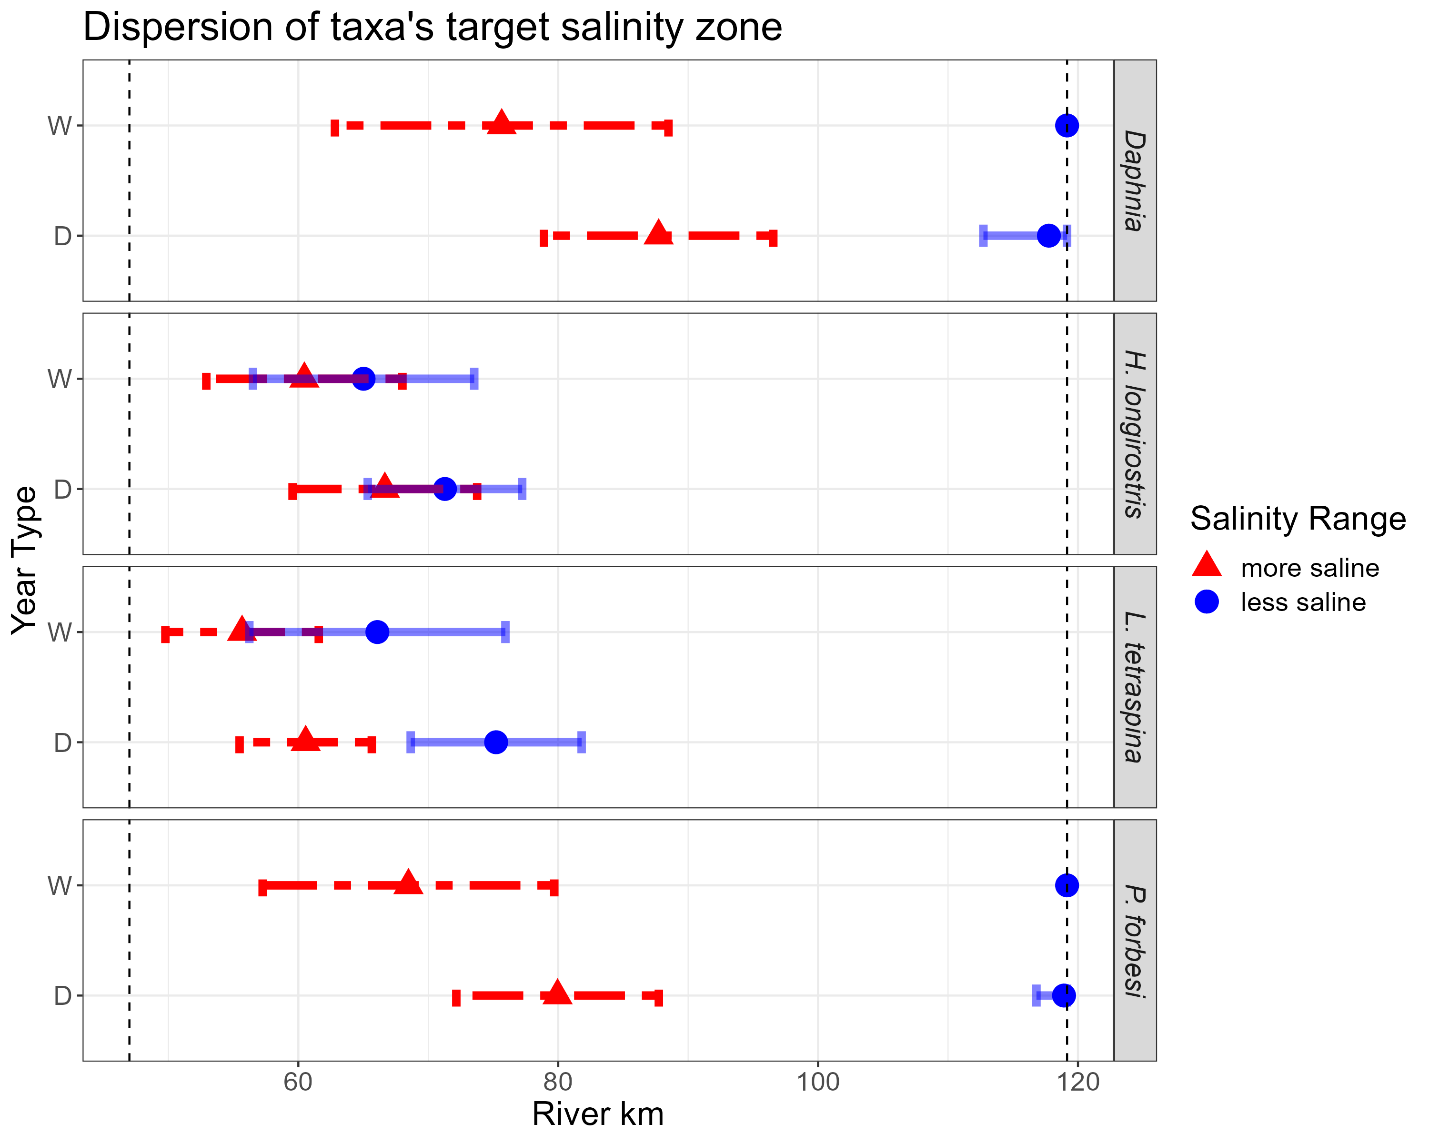 Dispersion of taxa's target salinity zone
W
D
Daphnia
W
D
H. longirostris
W
D
L. tetraspina
W
D
P. forbesi
Year Type
60
80
100
120
River km
Salinity Range
more saline
less saline